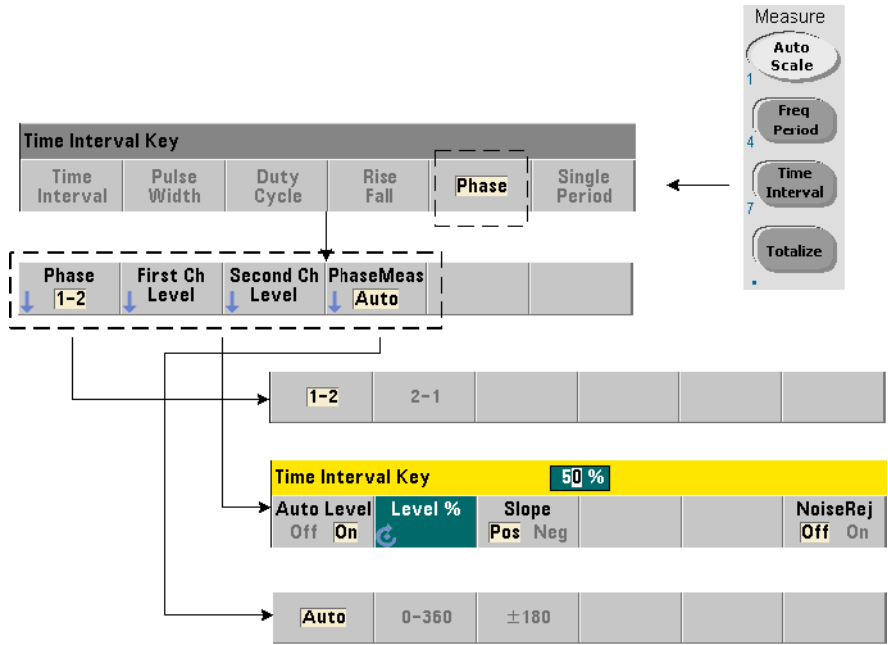 Measure
Auto
Scale
1
Freq
Period
4
Time
Interval
7
Totalize
.
Time Interval Key
Time Interval
Pulse Width
Duty Cycle
Rise Fall
Phase
Single Period
Phase 1-2
First Ch Level
Second Ch Level
PhaseMeas Auto
1-2 2-1
Time Interval Key 50 %
Auto Level Level % Slope NoiseRej
Off On Pos Neg Off On
Auto 0-360 ±180